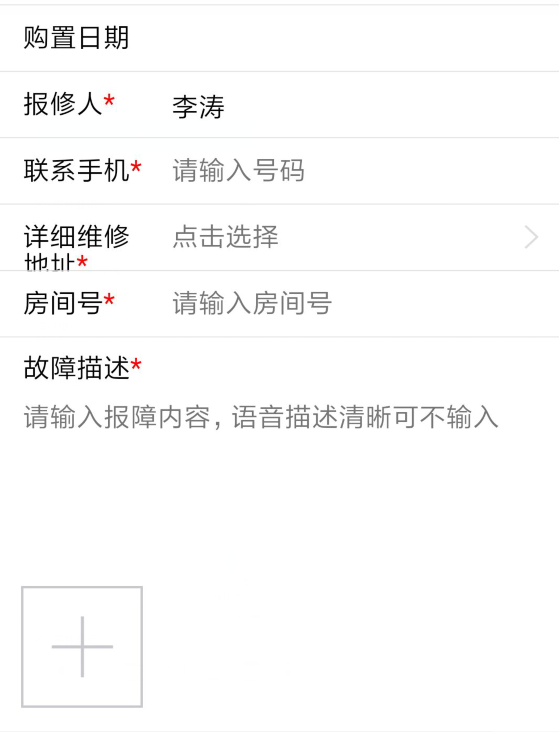 购置日期
报修人* 李涛
联系手机* 请输入号码
详细维修 点击选择
地址*
房间号* 请输入房间号
故障描述*
请输入报障内容，语音描述清晰可不输入